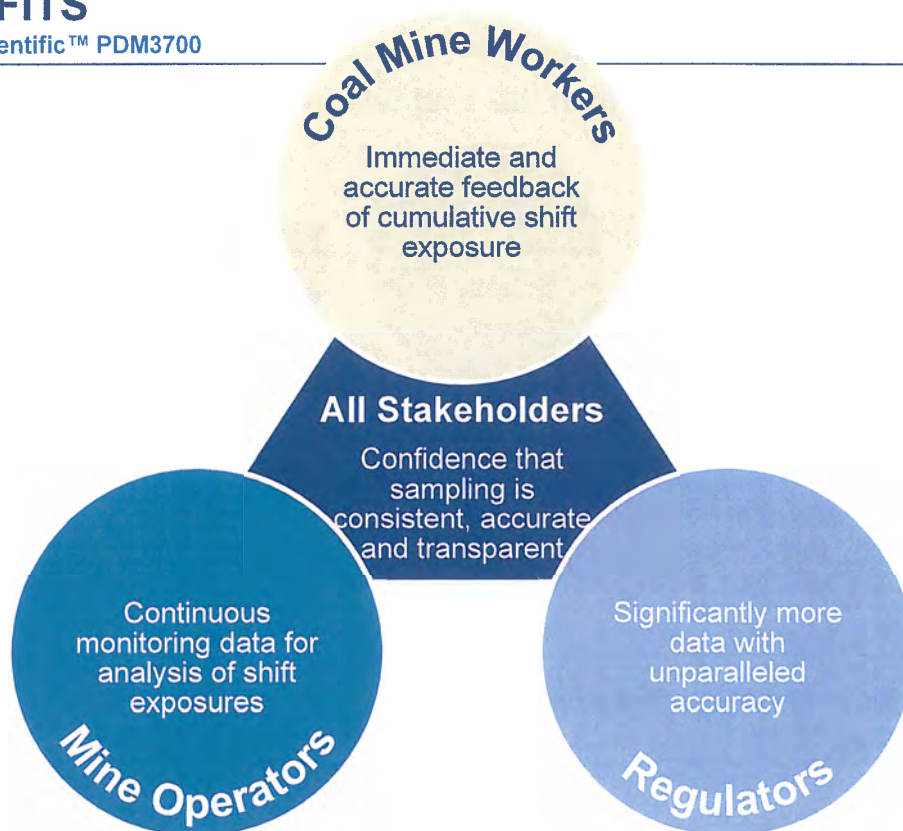 FITS
entific™ PDM3700
Coal Mine Workers
Immediate and
accurate feedback
of cumulative shift
exposure
All Stakeholders
Confidence that
sampling is
consistent, accurate
and transparent
Continuous
monitoring data for
analysis of shift
exposures
Mine Operators
Significantly more
data with
unparalleled
accuracy
Regulators